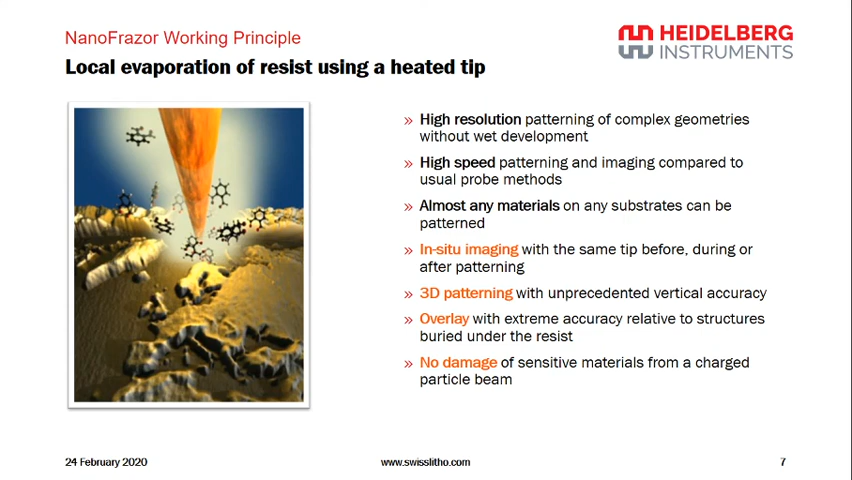 NanoFrazor Working Principle
Local evaporation of resist using a heated tip
HEIDELBERG
INSTRUMENTS
» High resolution patterning of complex geometries
without wet development
» High speed patterning and imaging compared to
usual probe methods
» Almost any materials on any substrates can be
patterned
» In-situ imaging with the same tip before, during or
after patterning
» 3D patterning with unprecedented vertical accuracy
» Overlay with extreme accuracy relative to structures
buried under the resist
» No damage of sensitive materials from a charged
particle beam
24 February 2020
www.swisslitho.com
7